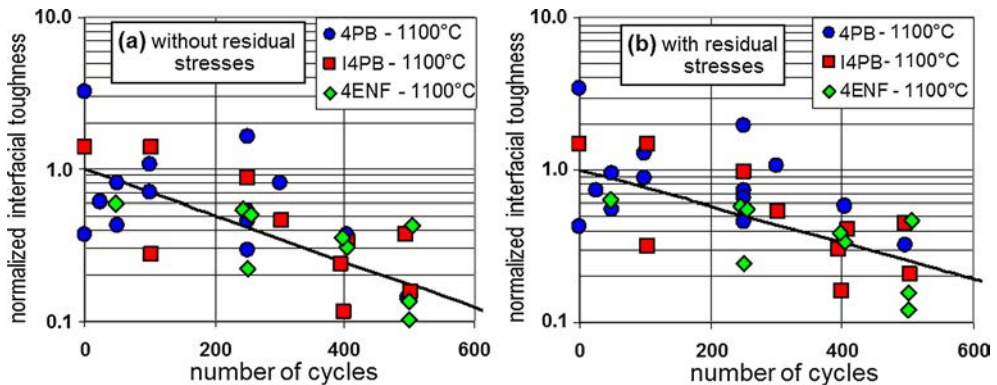 10.0
(a) without residual
stresses
4PB - 1100°C
I4PB - 1100°C
4ENF - 1100°C
normalized interfacial toughness
1.0
0.1
0
200
400
600
number of cycles
10.0
(b) with residual
stresses
4PB - 1100°C
I4PB - 1100°C
4ENF - 1100°C
normalized interfacial toughness
1.0
0.1
0
200
400
600
number of cycles